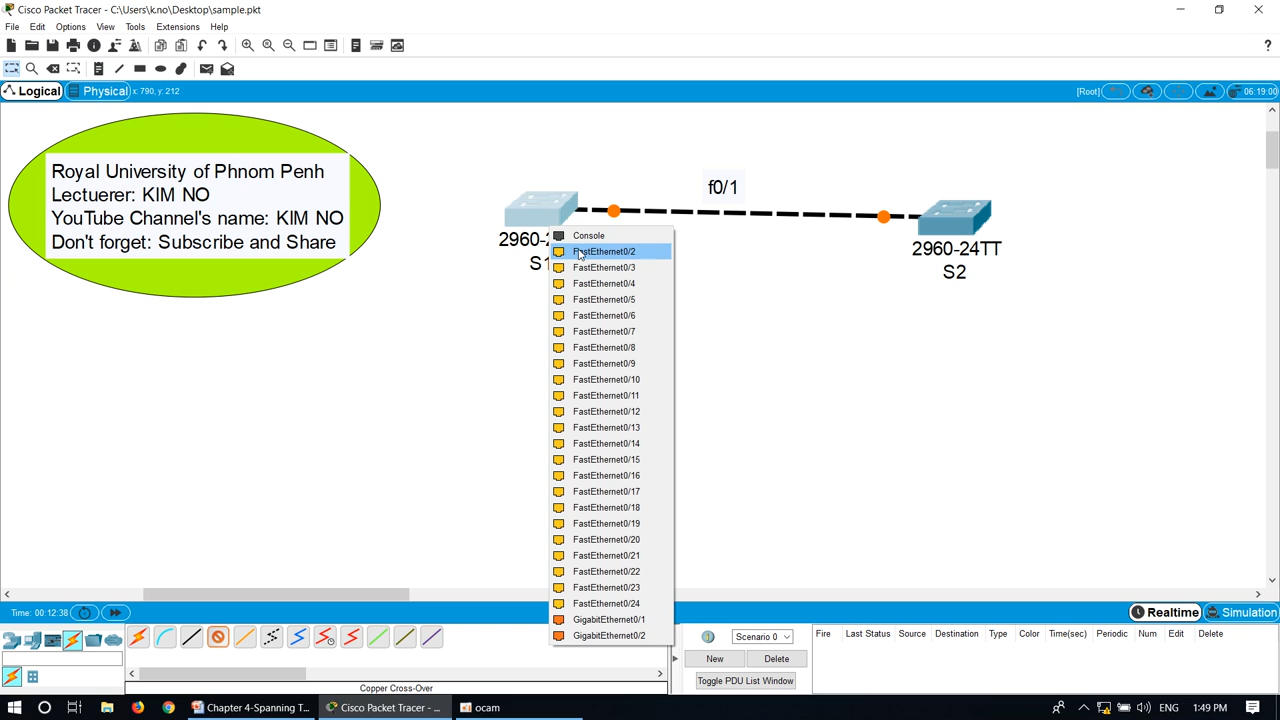 Cisco Packet Tracer - C:\Users\k.no\Desktop\sample.pkt
File Edit Options View Tools Extensions Help
Logical Physical x: 790, y: 212 [Root] 06:19:00
Royal University of Phnom Penh
Lectuerer: KIM NO
YouTube Channel's name: KIM NO
Don't forget: Subscribe and Share
f0/1
2960-2
S1
2960-24TT
S2
Console
FastEthernet0/2
FastEthernet0/3
FastEthernet0/4
FastEthernet0/5
FastEthernet0/6
FastEthernet0/7
FastEthernet0/8
FastEthernet0/9
FastEthernet0/10
FastEthernet0/11
FastEthernet0/12
FastEthernet0/13
FastEthernet0/14
FastEthernet0/15
FastEthernet0/16
FastEthernet0/17
FastEthernet0/18
FastEthernet0/19
FastEthernet0/20
FastEthernet0/21
FastEthernet0/22
FastEthernet0/23
FastEthernet0/24
GigabitEthernet0/1
GigabitEthernet0/2
Time: 00:12:38 Realtime Simulation
Scenario 0
New Delete
Toggle PDU List Window
Fire Last Status Source Destination Type Color Time(sec) Periodic Num Edit Delete
Copper Cross-Over
Chapter 4-Spanning T... Cisco Packet Tracer - ... ocam ENG 1:49 PM